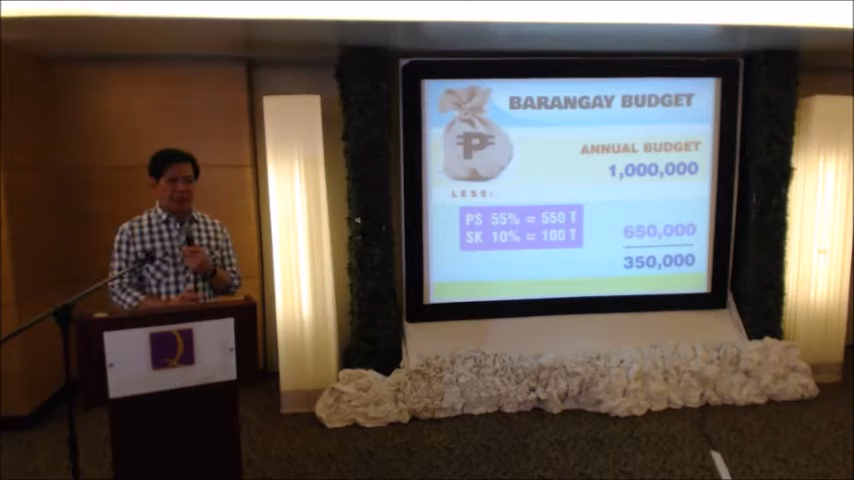 BARANGAY BUDGET
₱
ANNUAL BUDGET
1,000,000
LESS:
PS 55% = 550 T
SK 10% = 100 T
650,000
350,000